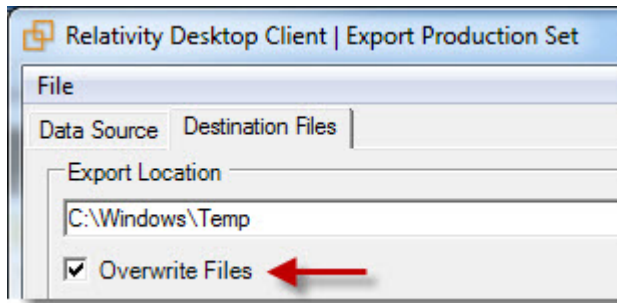 Relativity Desktop Client | Export Production Set
File
Data Source Destination Files
Export Location
C:\Windows\Temp
Overwrite Files